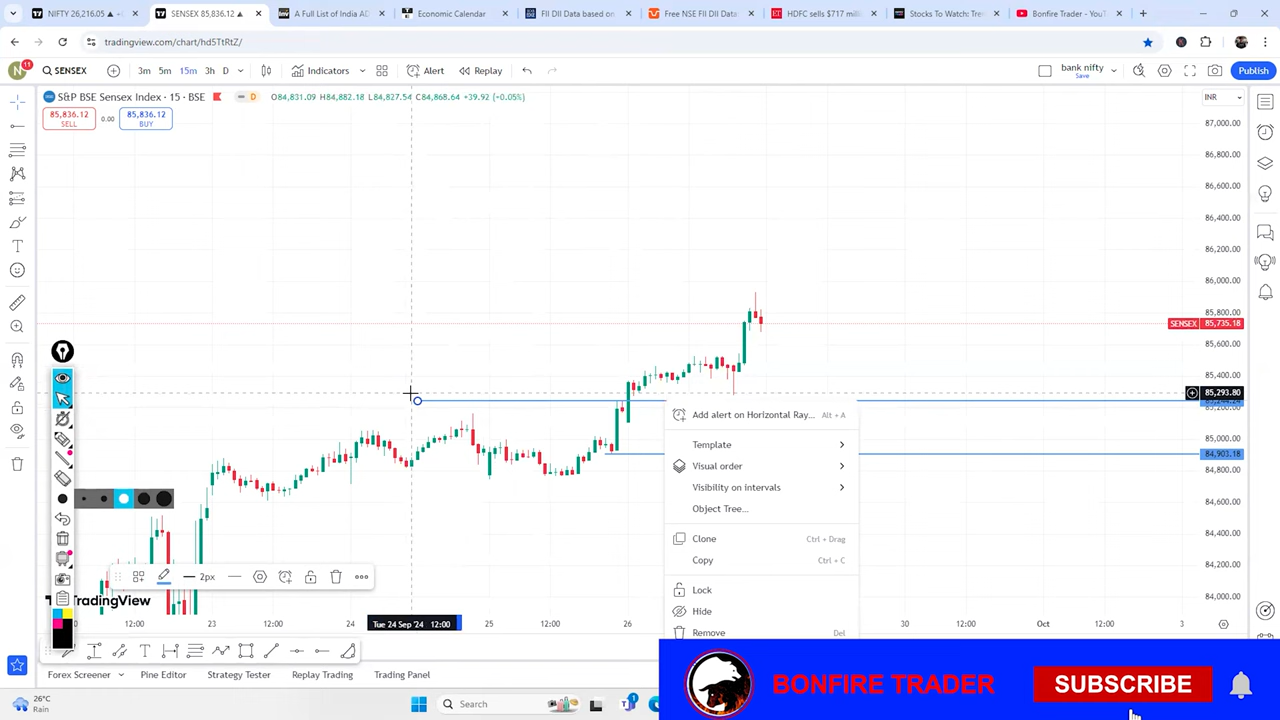 NIFTY 26,216.05 ▲
SENSEX 85,836.12 ▲
A Full List of India AD
Economic Calendar
FII DII Data based on
Free NSE FII DII Data:
HDFC sells $717 mill
Stocks To Watch: Tre
Bonfire Trader - YouT
tradingview.com/chart/hd5TtRtZ/
N
11
SENSEX
3m 5m 15m 3h D
Indicators
Alert
Replay
bank nifty
Save
Publish
S&P BSE Sensex Index · 15 · BSE
D
O84,831.09 H84,882.18 L84,827.54 C84,868.64 +39.92 (+0.05%)
INR
85,836.12
SELL
0.00
85,836.12
BUY
87,000.00
86,800.00
86,600.00
86,400.00
86,200.00
86,000.00
85,800.00
SENSEX 85,735.18
85,600.00
85,400.00
85,293.80
85,000.00
84,903.18
84,800.00
84,600.00
84,400.00
84,200.00
84,000.00
Add alert on Horizontal Ray... Alt + A
Template
Visual order
Visibility on intervals
Object Tree...
Clone Ctrl + Drag
Copy Ctrl + C
Lock
Hide
Remove Del
2px
TradingView
12:00
23
12:00
24
Tue 24 Sep '24 12:00
25
12:00
26
30
12:00
Oct
12:00
3
Forex Screener
Pine Editor
Strategy Tester
Replay Trading
Trading Panel
BONFIRE TRADER
SUBSCRIBE
26°C
Rain
Search
1